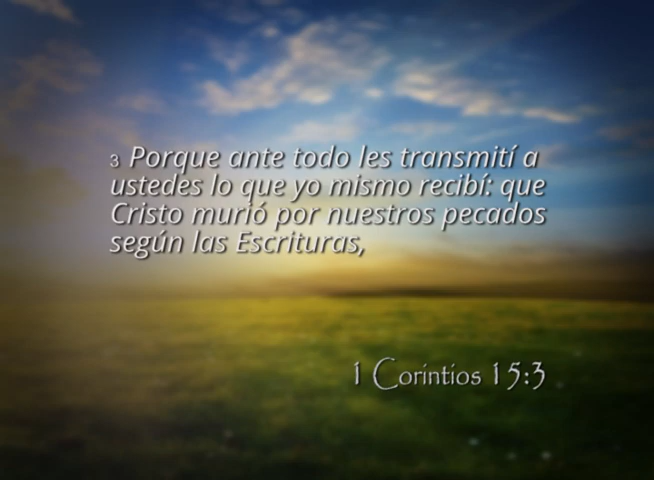 3 Porque ante todo les transmití a
ustedes lo que yo mismo recibí: que
Cristo murió por nuestros pecados
según las Escrituras,
1 Corintios 15:3